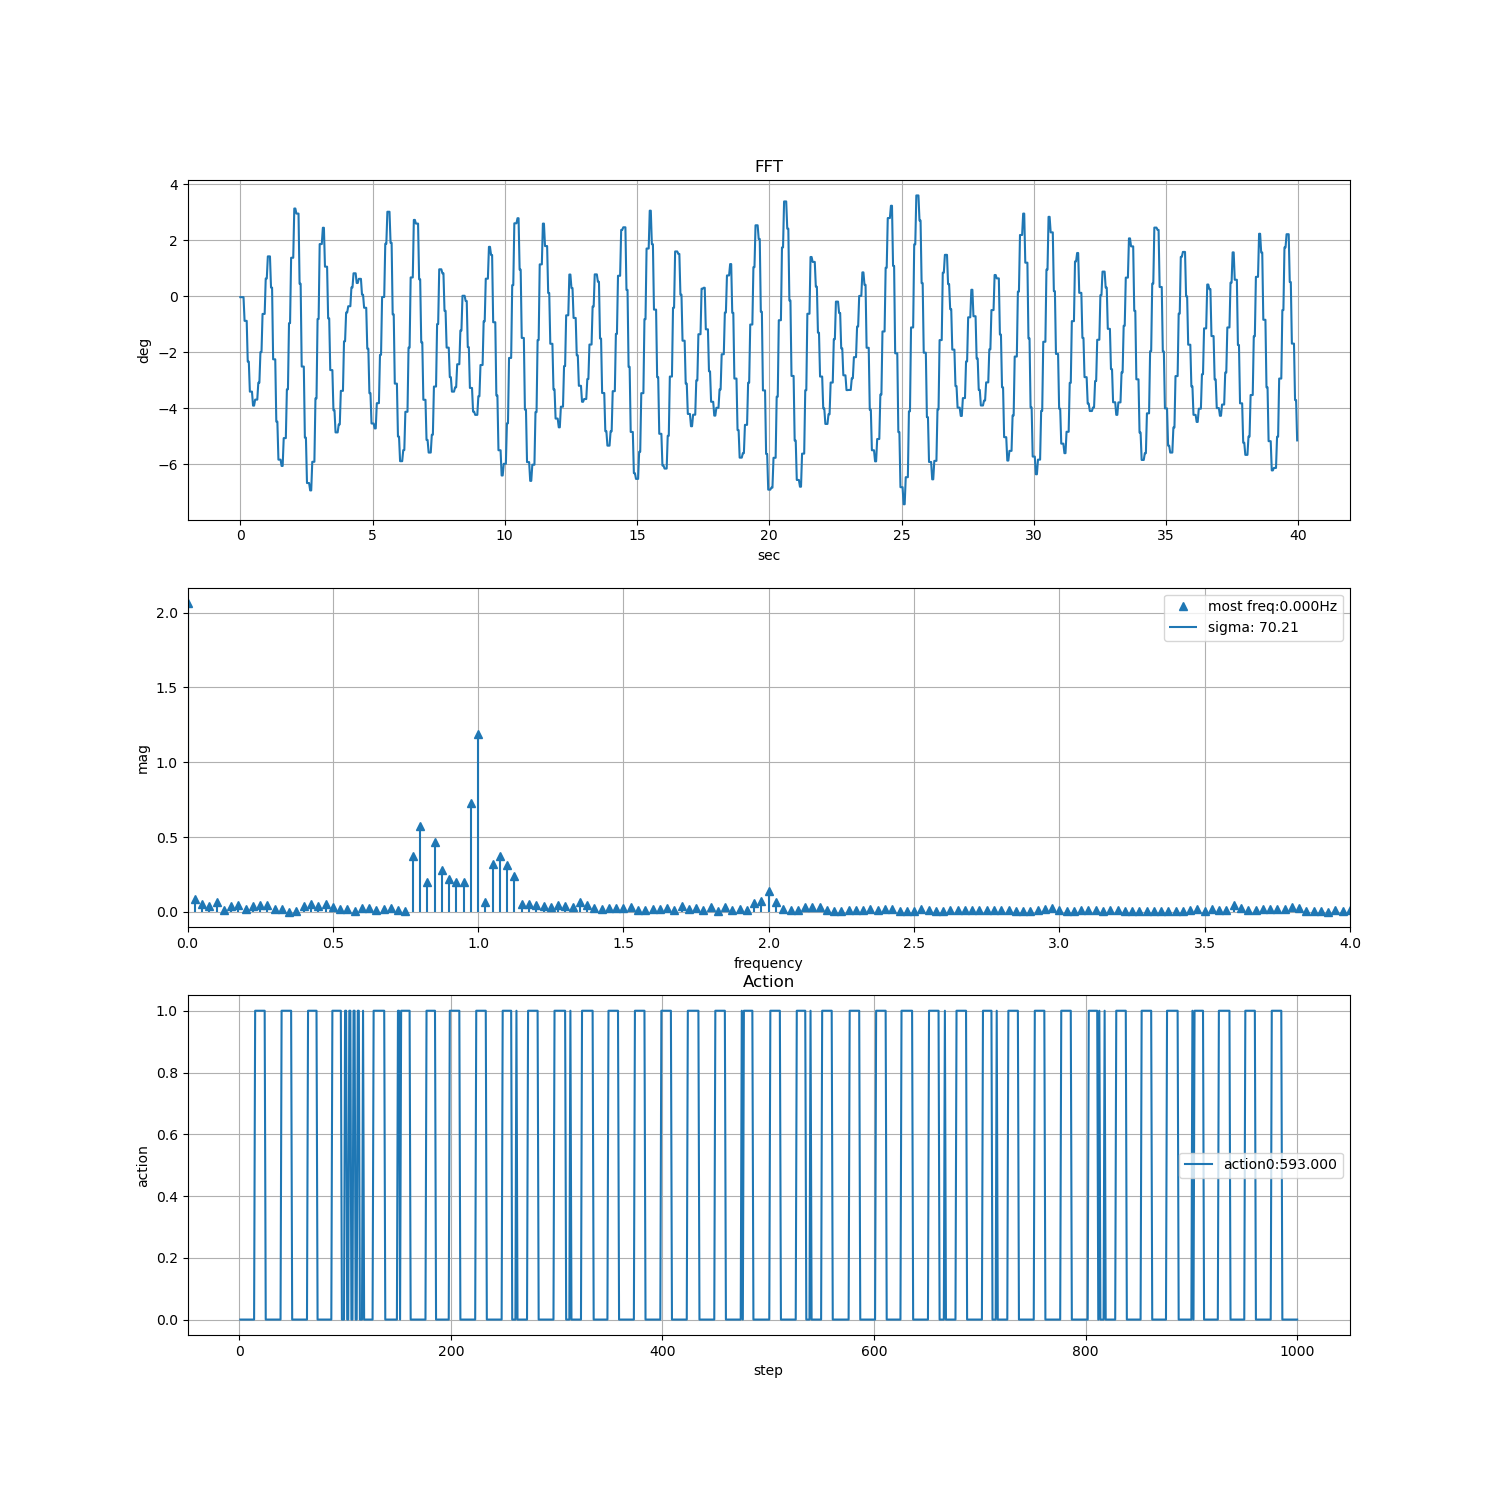 FFT
4
2
0
−2
−4
−6
deg
0 5 10 15 20 25 30 35 40
sec
2.0
1.5
1.0
0.5
0.0
mag
most freq:0.000Hz
sigma: 70.21
0.0 0.5 1.0 1.5 2.0 2.5 3.0 3.5 4.0
frequency
Action
1.0
0.8
0.6
0.4
0.2
0.0
action
action0:593.000
0 200 400 600 800 1000
step